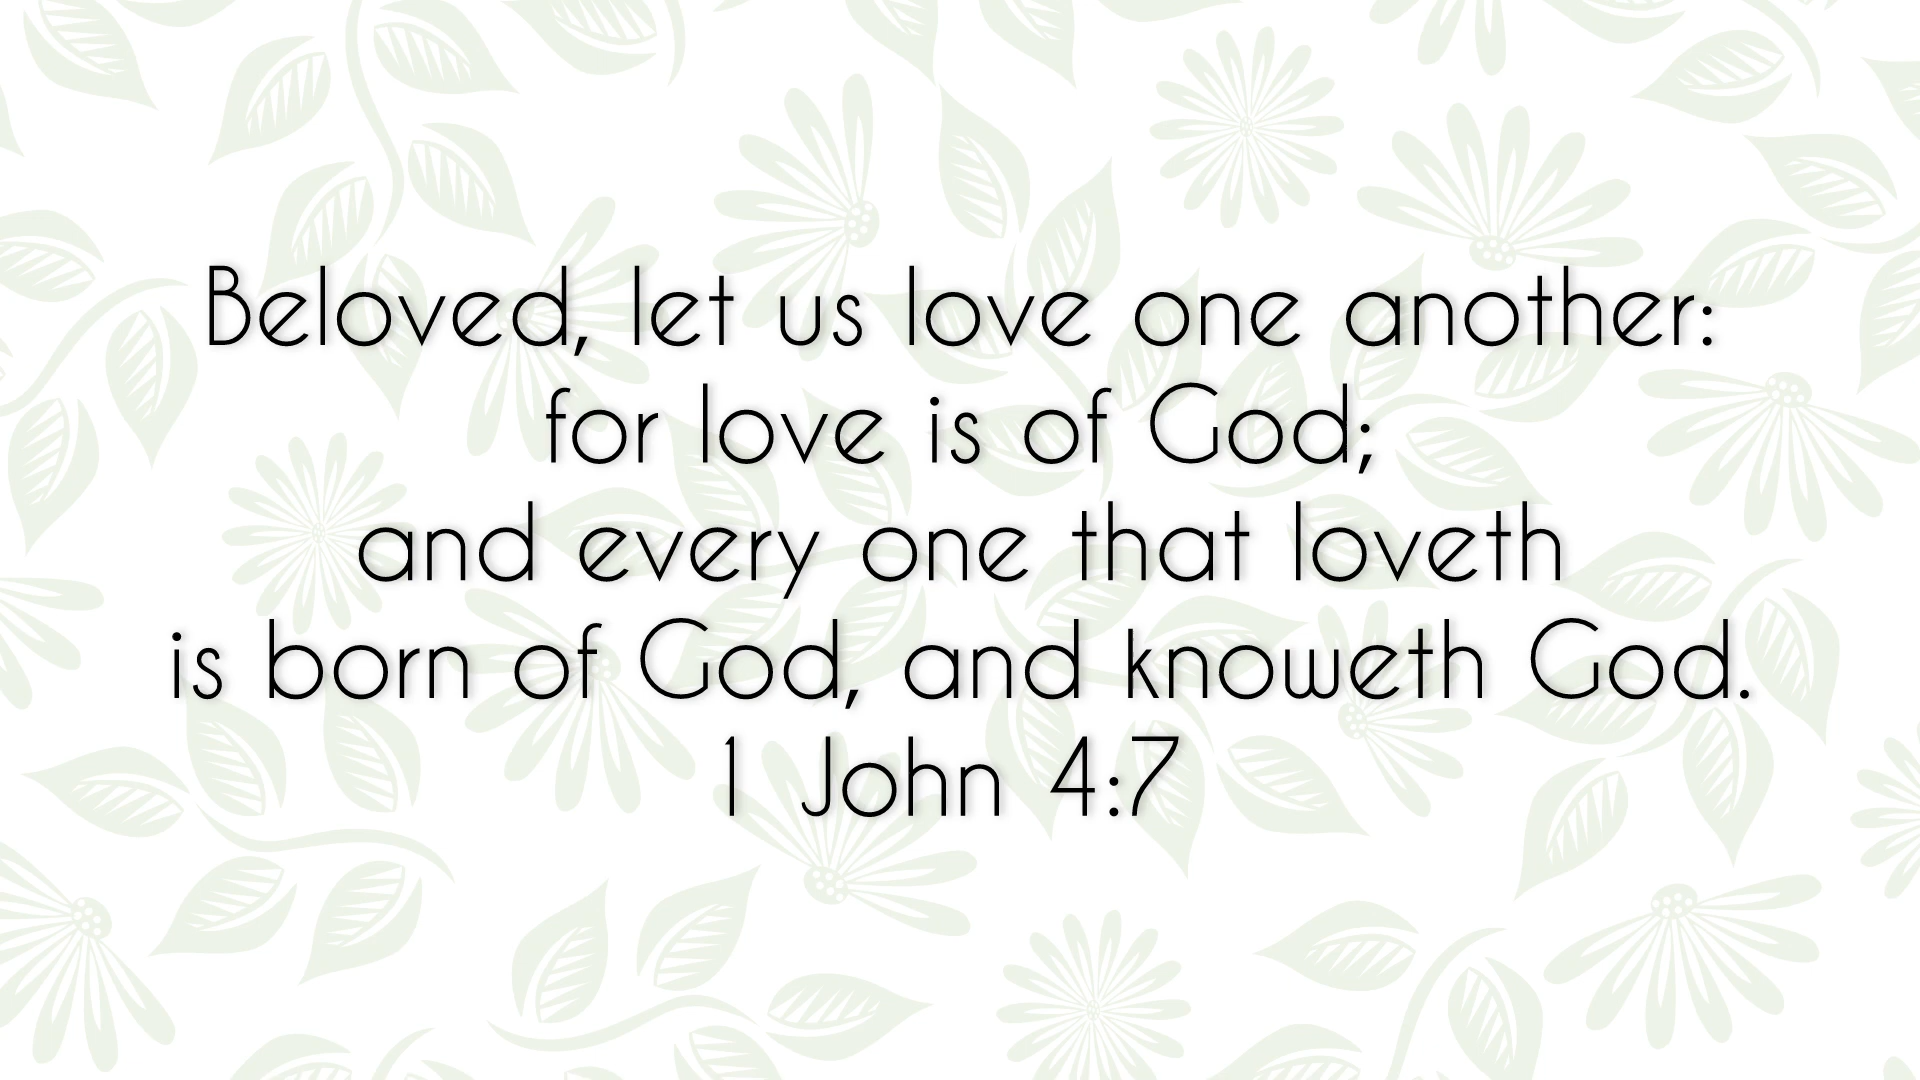 Beloved, let us love one another:
for love is of God;
and every one that loveth
is born of God, and knoweth God.
1 John 4:7